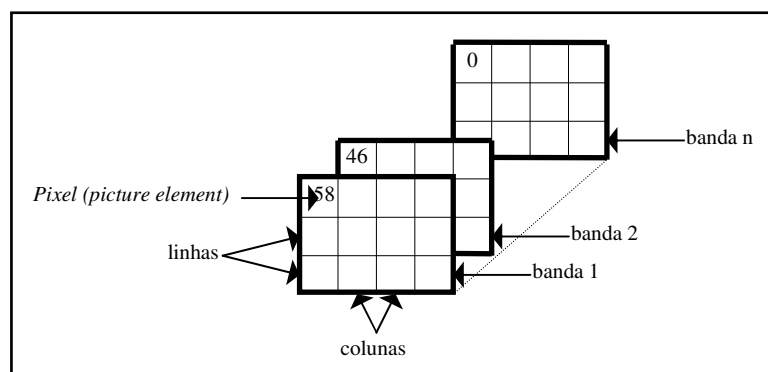 0
banda n
46
Pixel (picture element)
58
banda 2
linhas
banda 1
colunas